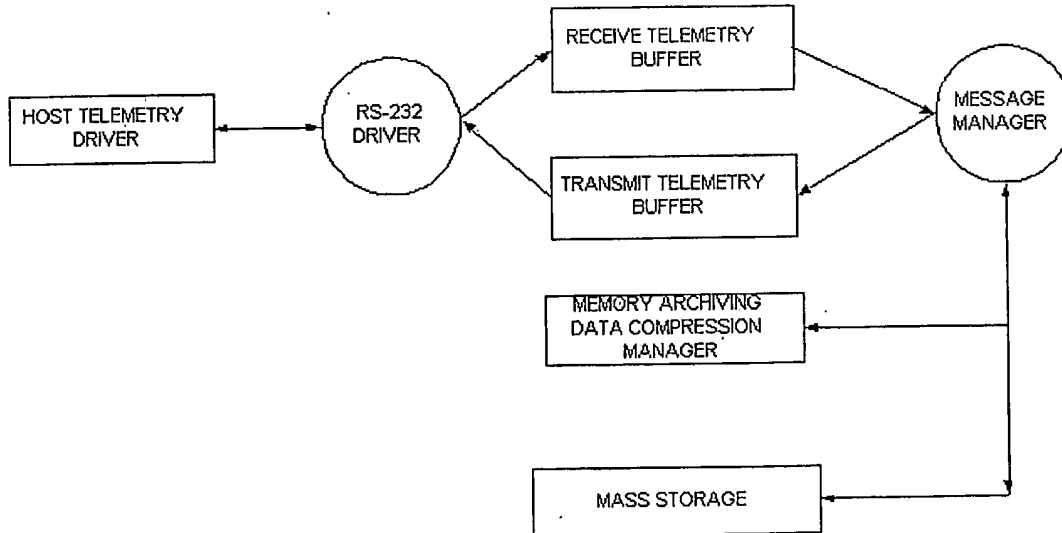 RECEIVE TELEMETRY
BUFFER
HOST TELEMETRY
DRIVER
RS-232
DRIVER
MESSAGE
MANAGER
TRANSMIT TELEMETRY
BUFFER
MEMORY ARCHIVING
DATA COMPRESSION
MANAGER
MASS STORAGE